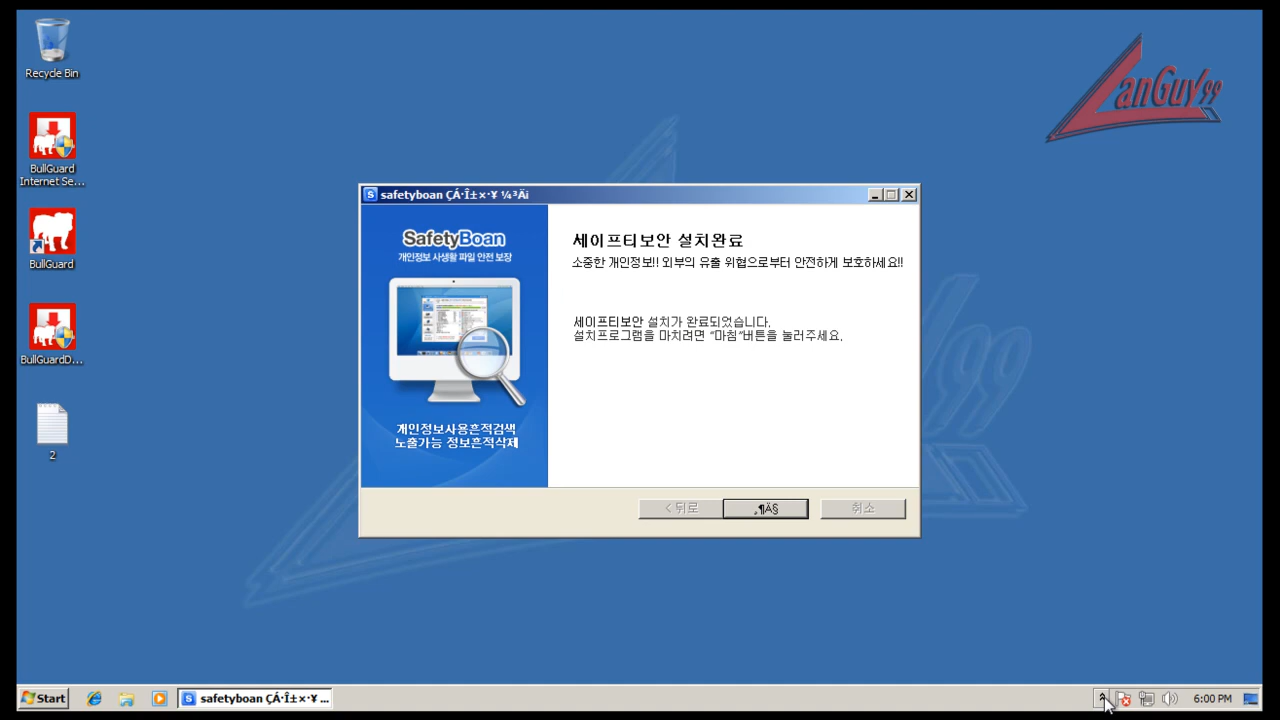 Recycle Bin
BullGuard
Internet Se...
BullGuard
BullGuardD...
2
LanGuy99
safetyboan ÇÁ·Î±×·¥ ¼³Ä¡
SafetyBoan
개인정보 사생활 파일 안전 보장
개인정보사용흔적검색
노출가능 정보흔적삭제
세이프티보안 설치완료
소중한 개인정보!! 외부의 유출 위협으로부터 안전하게 보호하세요!!
세이프티보안 설치가 완료되었습니다.
설치프로그램을 마치려면 "마침"버튼을 눌러주세요.
< 뒤로
¸¶Ä§
취소
Start
safetyboan ÇÁ·Î±×·¥ ...
6:00 PM